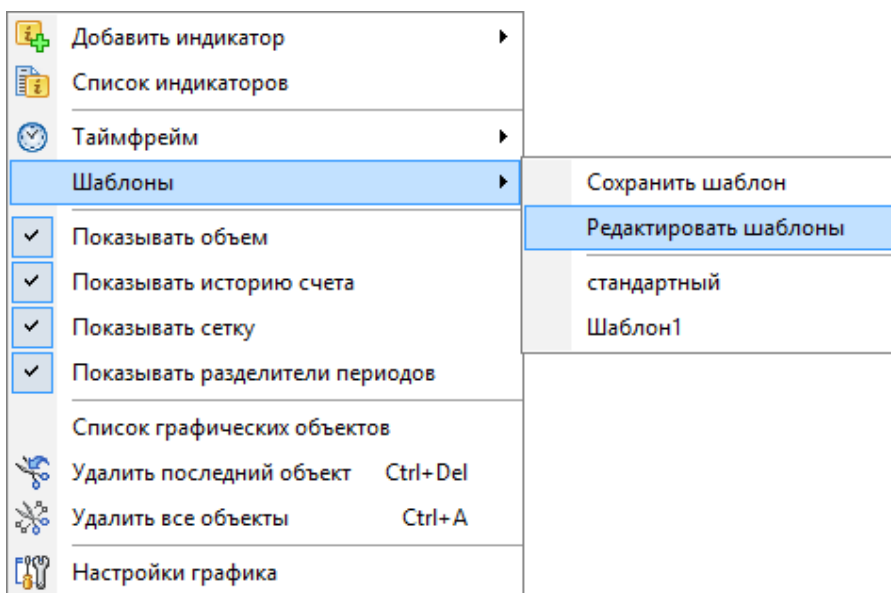 Добавить индикатор
Список индикаторов
Таймфрейм
Шаблоны
Сохранить шаблон
Редактировать шаблоны
стандартный
Шаблон1
Показывать объем
Показывать историю счета
Показывать сетку
Показывать разделители периодов
Список графических объектов
Удалить последний объект Ctrl+Del
Удалить все объекты Ctrl+A
Настройки графика